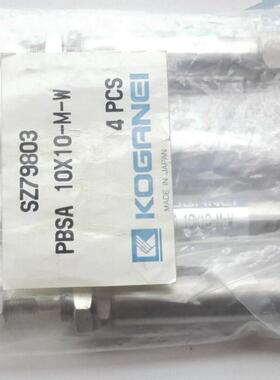 SZ79803
PBSA 10X10-M-W
4 PCS
KOGANEI
MADE IN JAPAN